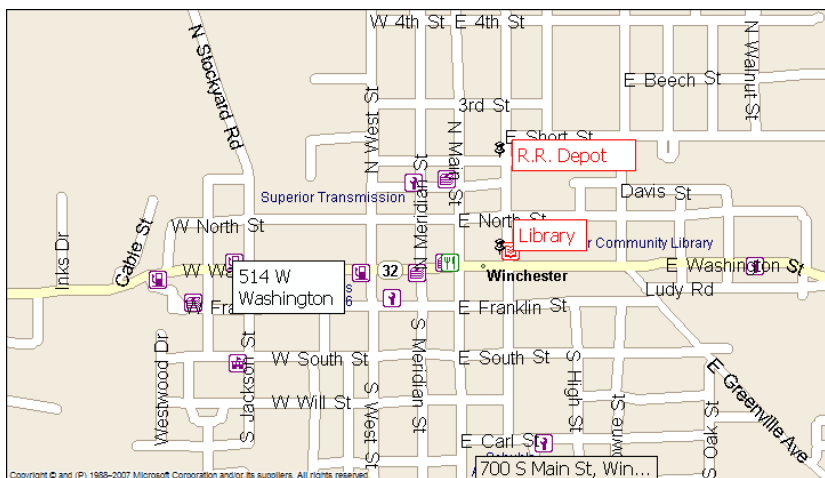 W 4th St
E 4th St
N Stockyard Rd
N Walnut St
E Beech St
3rd St
N West St
N Main St
E Short St
R.R. Depot
N Meridian St
Superior Transmission
Davis St
Cable St
W North St
E North St
Library
Community Library
Inks Dr
32
Winchester
E Washington St
514 W
Washington
Ludy Rd
E Franklin St
Westwood Dr
S Jackson St
W South St
S West St
S Meridian St
E South St
S High St
E Greenville Ave
W Will St
S Oak St
E Carl St
700 S Main St, Win...
Copyright © and (P) 1988-2007 Microsoft Corporation and/or its suppliers. All rights reserved.